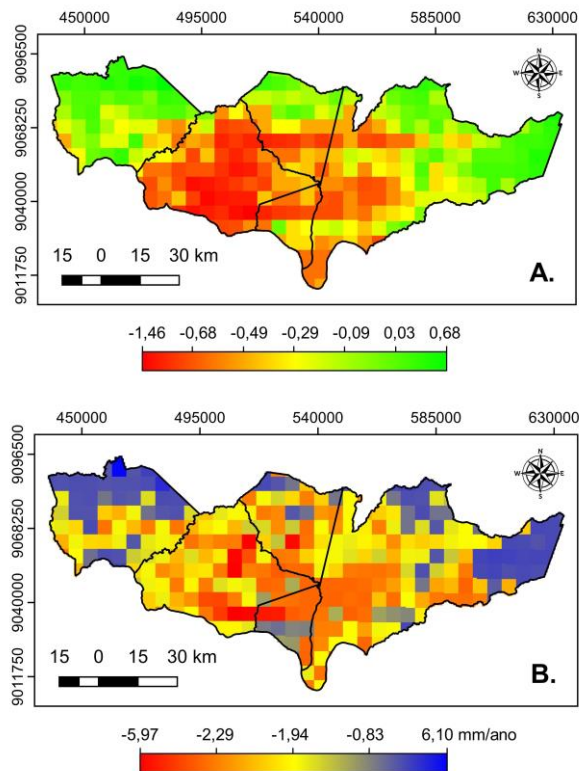 450000 495000 540000 585000 630000
9096500
9068250
9040000
9011750
N
W E
S
15 0 15 30 km
A.
-1,46 -0,68 -0,49 -0,29 -0,09 0,03 0,68
450000 495000 540000 585000 630000
9096500
9068250
9040000
9011750
N
W E
S
15 0 15 30 km
B.
-5,97 -2,29 -1,94 -0,83 6,10 mm/ano